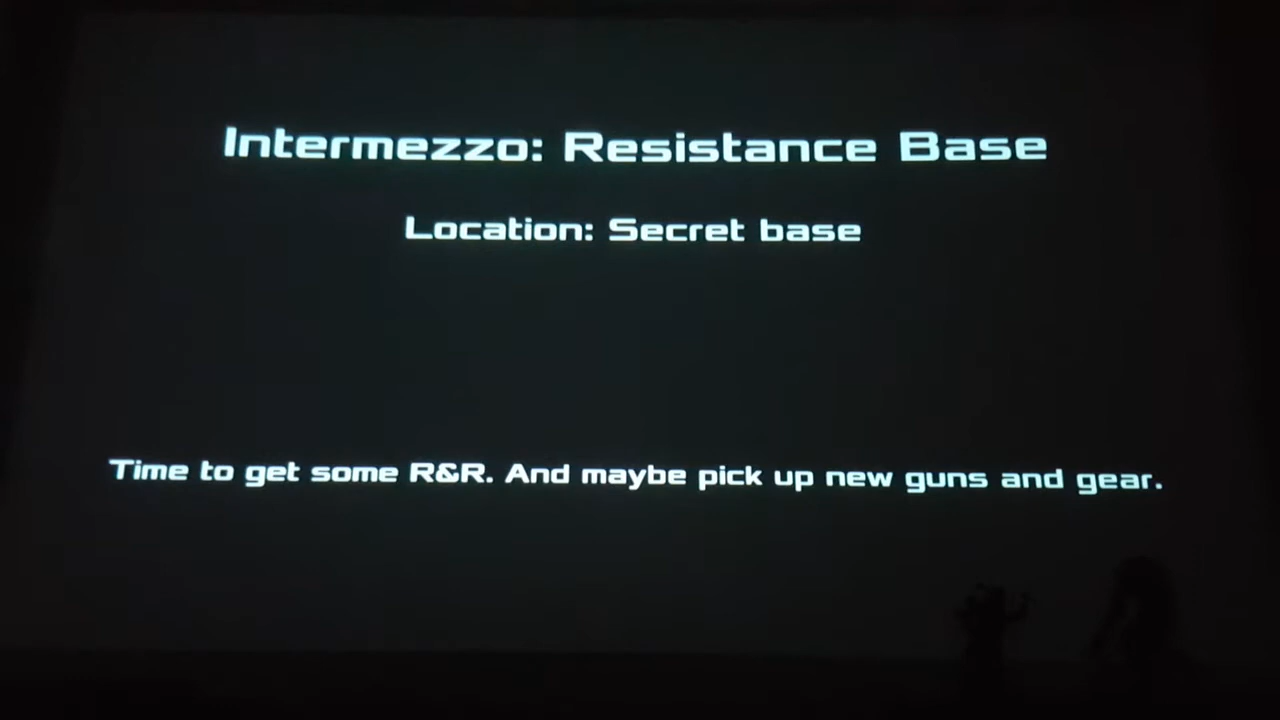 Intermezzo: Resistance Base
Location: Secret base
Time to get some R&R. And maybe pick up new guns and gear.